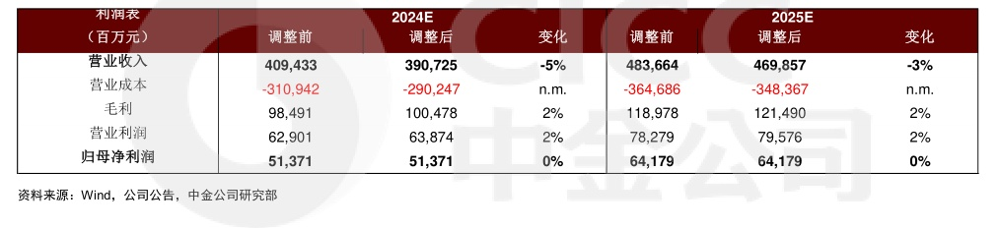 利润表 2024E 2025E
（百万元） 调整前 调整后 变化 调整前 调整后 变化
营业收入 409,433 390,725 -5% 483,664 469,857 -3%
营业成本 -310,942 -290,247 n.m. -364,686 -348,367 n.m.
毛利 98,491 100,478 2% 118,978 121,490 2%
营业利润 62,901 63,874 2% 78,279 79,576 2%
归母净利润 51,371 51,371 0% 64,179 64,179 0%
资料来源：Wind，公司公告，中金公司研究部
CICC
中金公司